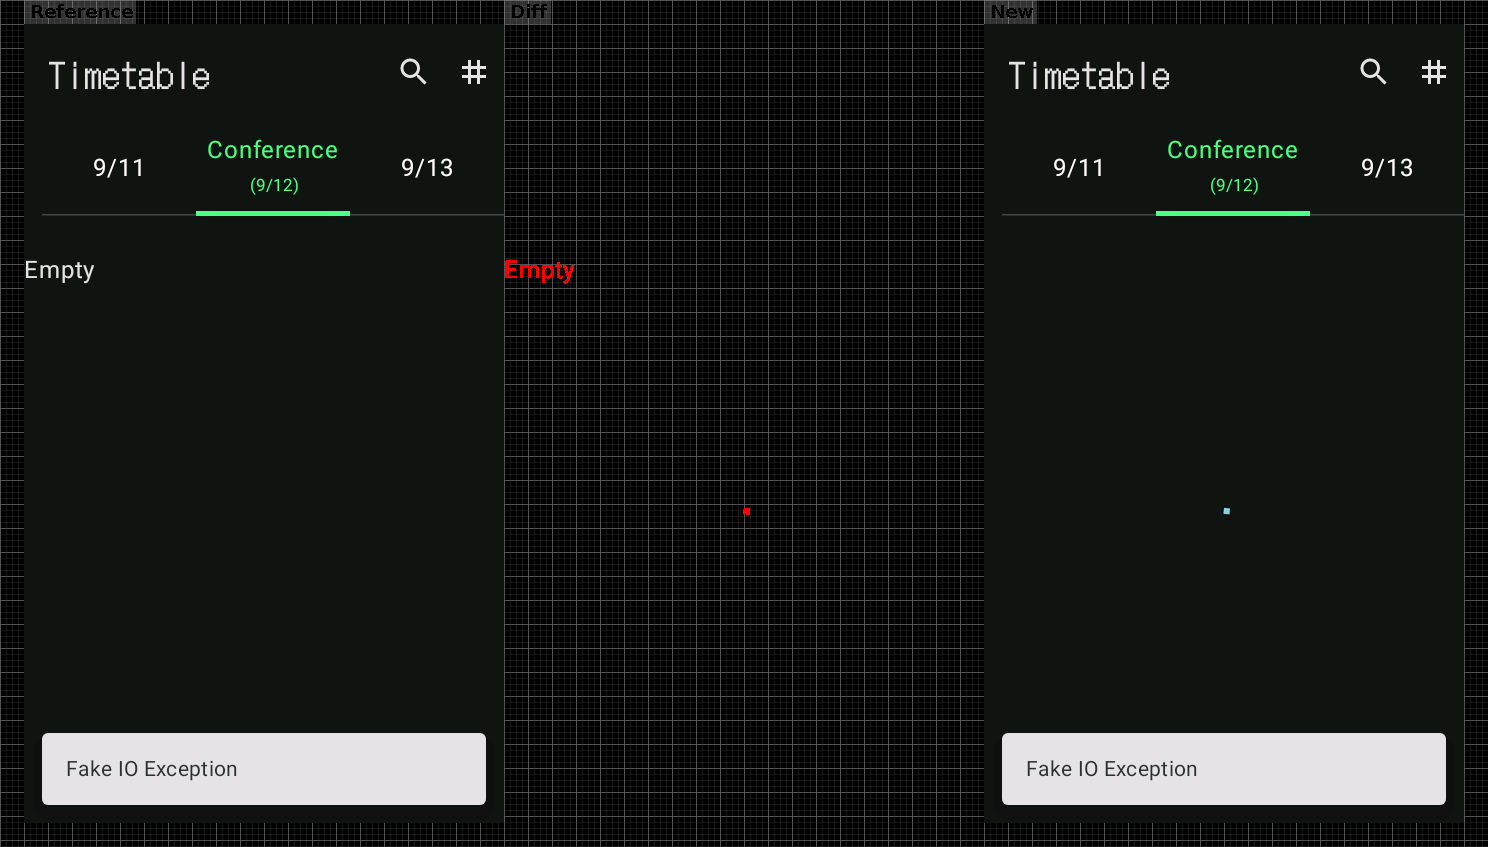 Reference
Diff
New
Timetable
9/11
Conference
(9/12)
9/13
Empty
Fake IO Exception
Empty
Timetable
9/11
Conference
(9/12)
9/13
Fake IO Exception